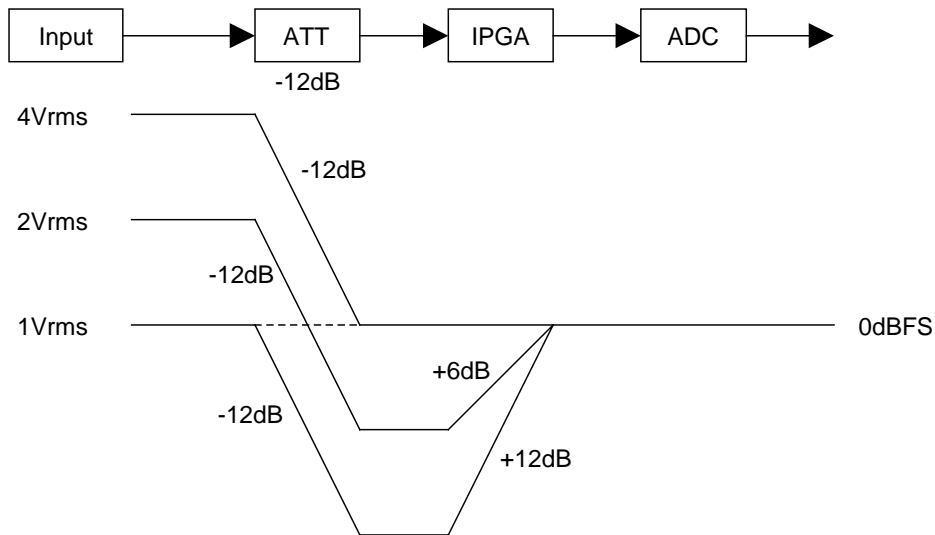 Input ATT IPGA ADC
-12dB
4Vrms
-12dB
2Vrms
-12dB
1Vrms 0dBFS
+6dB
-12dB
+12dB